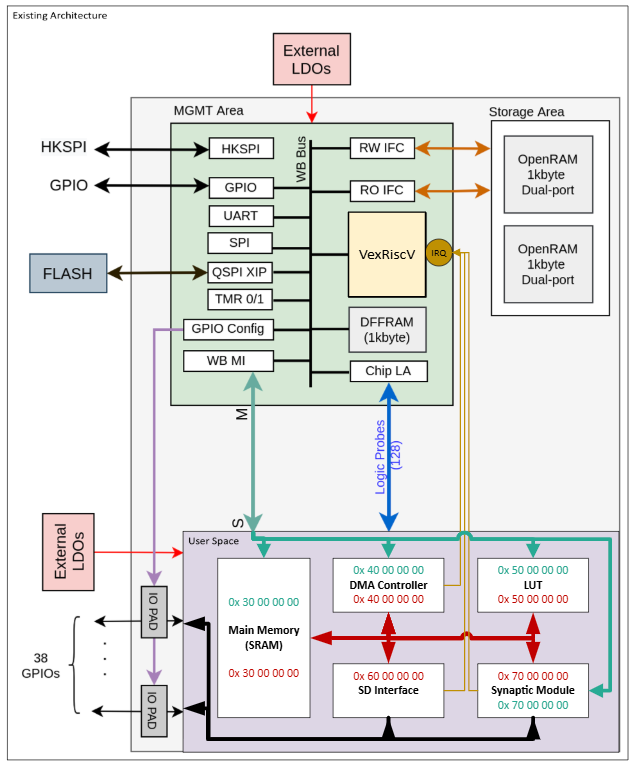 Existing Architecture
External
LDOs
MGMT Area
Storage Area
HKSPI
HKSPI
WB Bus
RW IFC
OpenRAM
1kbyte
Dual-port
GPIO
GPIO
RO IFC
UART
SPI
VexRiscV
IRQ
OpenRAM
1kbyte
Dual-port
FLASH
QSPI XIP
TMR 0/1
GPIO Config
DFFRAM
(1kbyte)
WB MI
Chip LA
M
Logic Probes
(128)
S
External
LDOs
User Space
0x 30 00 00 00
Main Memory
(SRAM)
0x 30 00 00 00
0x 40 00 00 00
DMA Controller
0x 40 00 00 00
0x 50 00 00 00
LUT
0x 50 00 00 00
IO PAD
38
GPIOs
0x 60 00 00 00
SD Interface
0x 70 00 00 00
Synaptic Module
0x 70 00 00 00
IO PAD